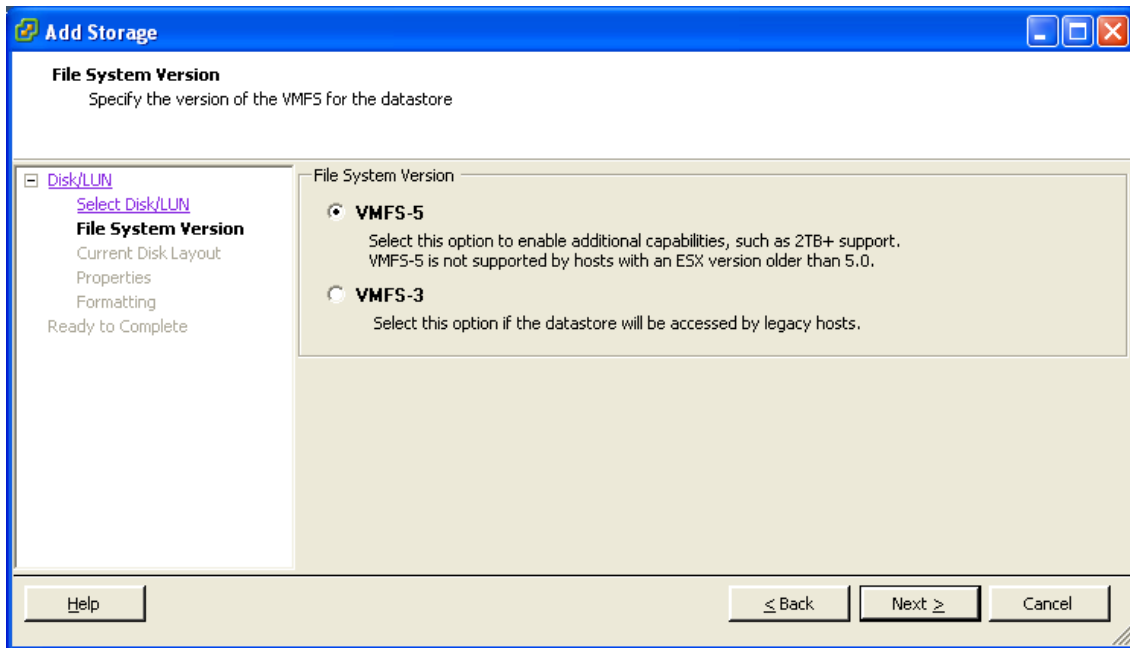 Add Storage
File System Version
Specify the version of the VMFS for the datastore
Disk/LUN
Select Disk/LUN
File System Version
Current Disk Layout
Properties
Formatting
Ready to Complete
File System Version
VMFS-5
Select this option to enable additional capabilities, such as 2TB+ support.
VMFS-5 is not supported by hosts with an ESX version older than 5.0.
VMFS-3
Select this option if the datastore will be accessed by legacy hosts.
Help
< Back
Next >
Cancel